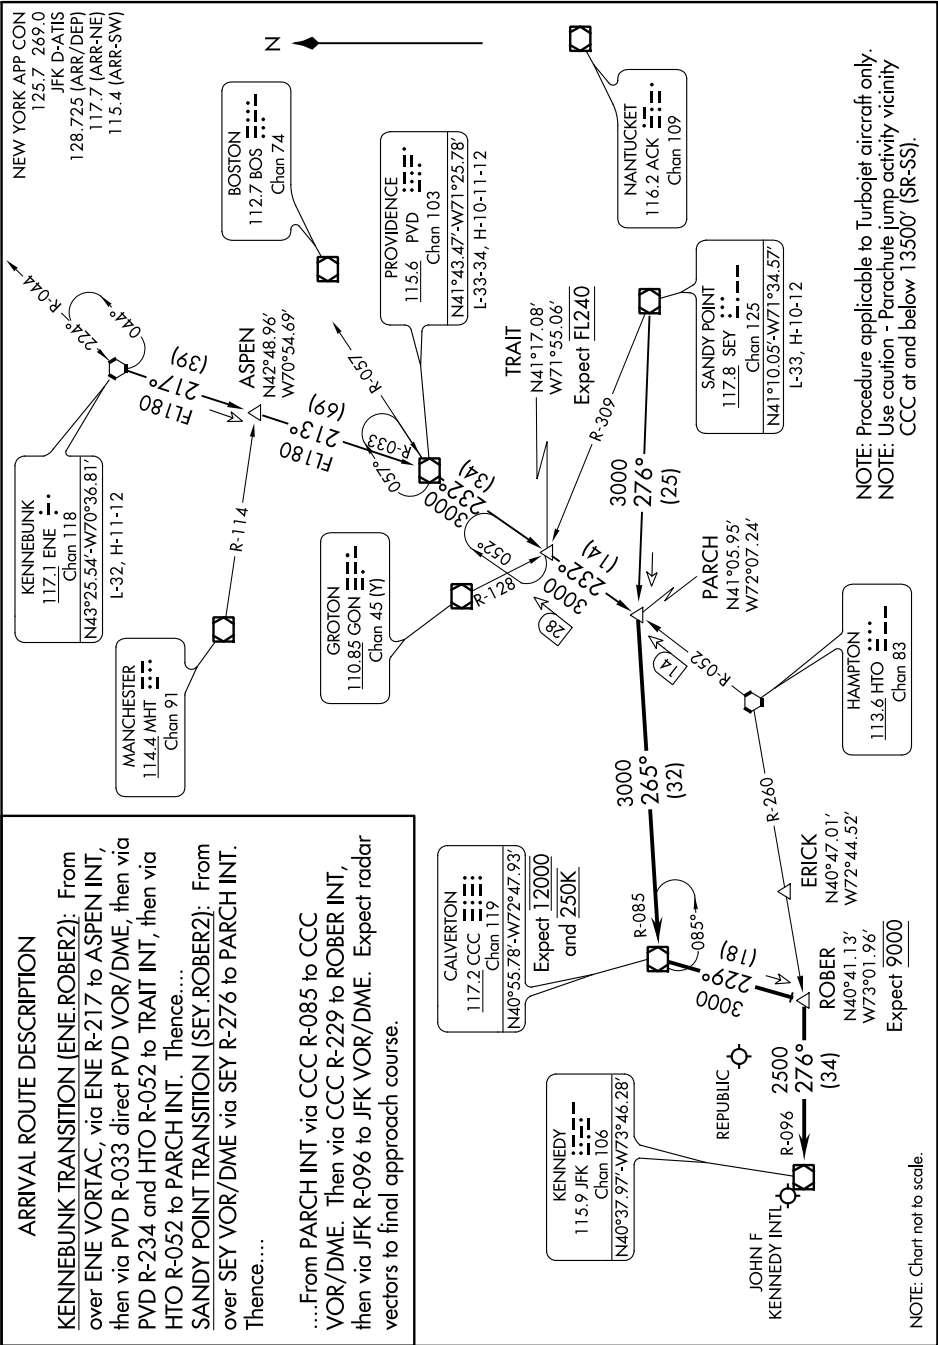 ARRIVAL ROUTE DESCRIPTION
KENNEBUNK TRANSITION (ENE.ROBER2): From
over ENE VORTAC, via ENE R-217 to ASPEN INT,
then via PVD R-033 direct PVD VOR/DME, then via
PVD R-234 and HTO R-052 to TRAIT INT, then via
HTO R-052 to PARCH INT. Thence....
SANDY POINT TRANSITION (SEY.ROBER2): From
over SEY VOR/DME via SEY R-276 to PARCH INT.
Thence....
....From PARCH INT via CCC R-085 to CCC
VOR/DME. Then via CCC R-229 to ROBER INT,
then via JFK R-096 to JFK VOR/DME. Expect radar
vectors to final approach course.
NEW YORK APP CON
125.7 269.0
JFK D-ATIS
128.725 (ARR/DEP)
117.7 (ARR-NE)
115.4 (ARR-SW)
N
KENNEBUNK
117.1 ENE
Chan 118
N43°25.54'-W70°36.81'
L-32, H-11-12
R-044
224°
044°
FL180
217°
(39)
MANCHESTER
114.4 MHT
Chan 91
R-114
ASPEN
N42°48.96'
W70°54.69'
BOSTON
112.7 BOS
Chan 74
FL180
213°
(69)
R-033
R-057
057°
PROVIDENCE
115.6 PVD
Chan 103
N41°43.47'-W71°25.78'
L-33-34, H-10-11-12
3000
232°
(34)
GROTON
110.85 GON
Chan 45 (Y)
R-128
052°
TRAIT
N41°17.08'
W71°55.06'
Expect FL240
R-309
NANTUCKET
116.2 ACK
Chan 109
SANDY POINT
117.8 SEY
Chan 125
N41°10.05'-W71°34.57'
L-33, H-10-12
3000
232°
(14)
28
3000
276°
(25)
PARCH
N41°05.95'
W72°07.24'
14
R-052
HAMPTON
113.6 HTO
Chan 83
R-260
3000
265°
(32)
CALVERTON
117.2 CCC
Chan 119
N40°55.78'-W72°47.93'
Expect 12000
and 250K
R-085
085°
3000
229°
(18)
ERICK
N40°47.01'
W72°44.52'
ROBER
N40°41.13'
W73°01.96'
Expect 9000
REPUBLIC
2500
276°
(34)
R-096
KENNEDY
115.9 JFK
Chan 106
N40°37.97'-W73°46.28'
JOHN F
KENNEDY INTL
NOTE: Procedure applicable to Turbojet aircraft only.
NOTE: Use caution - Parachute jump activity vicinity
CCC at and below 13500' (SR-SS).
NOTE: Chart not to scale.